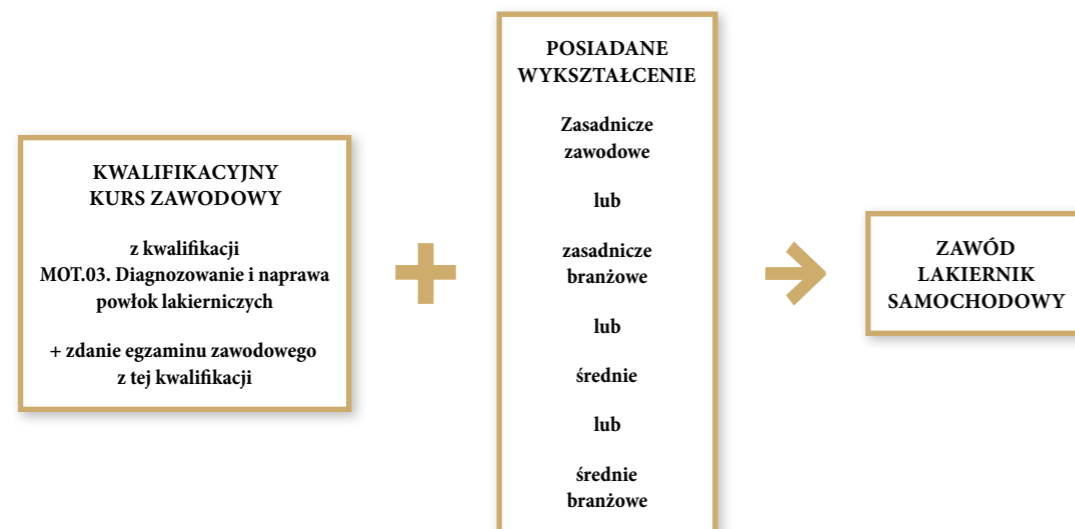 KWALIFIKACYJNY
KURS ZAWODOWY
z kwalifikacji
MOT.03. Diagnozowanie i naprawa
powłok lakierniczych
+ zdanie egzaminu zawodowego
z tej kwalifikacji
POSIADANE
WYKSZTAŁCENIE
Zasadnicze
zawodowe
lub
zasadnicze
branżowe
lub
średnie
lub
średnie
branżowe
ZAWÓD
LAKIERNIK
SAMOCHODOWY